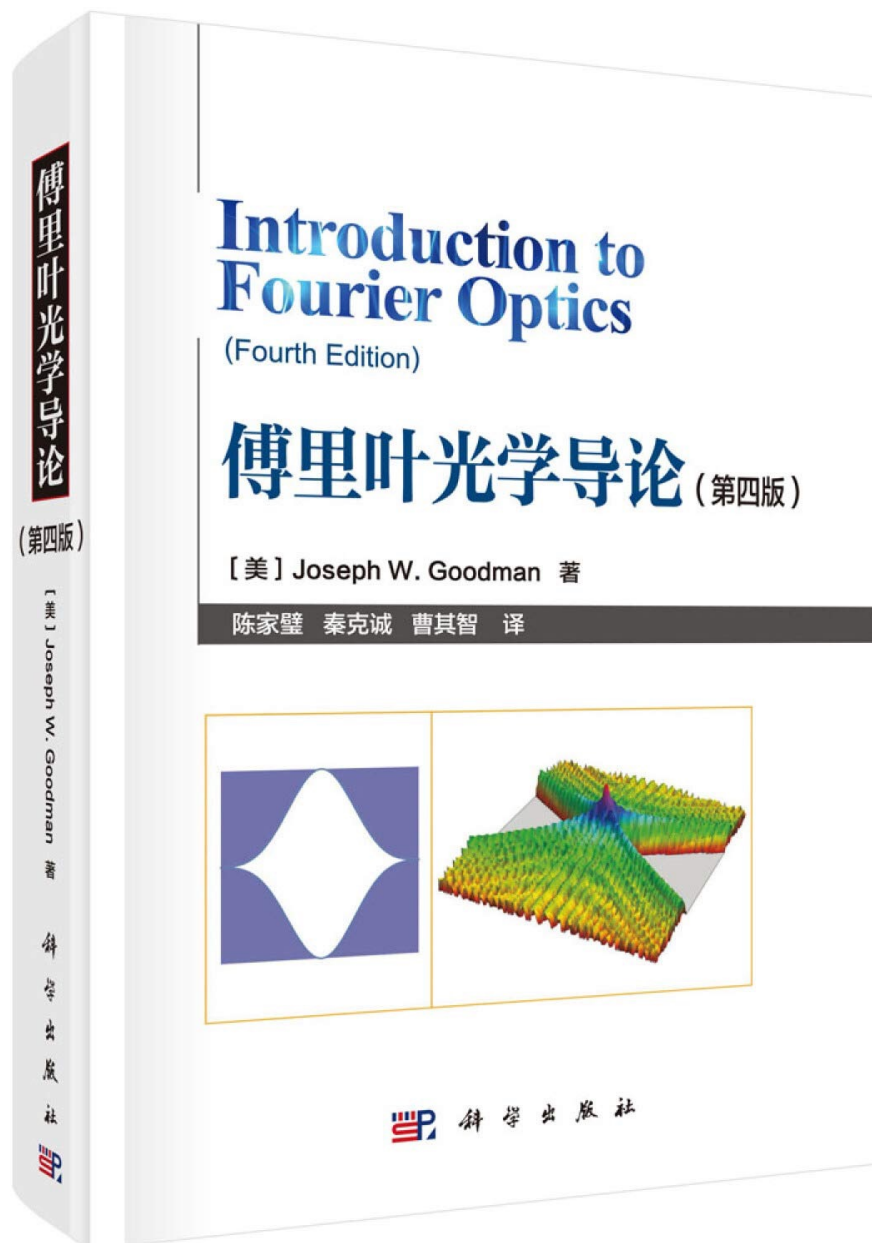 傅里叶光学导论
(第四版)
[美] Joseph W. Goodman 著
科学出版社
Introduction to
Fourier Optics
(Fourth Edition)
傅里叶光学导论(第四版)
[美] Joseph W. Goodman 著
陈家璧 秦克诚 曹其智 译
科学出版社